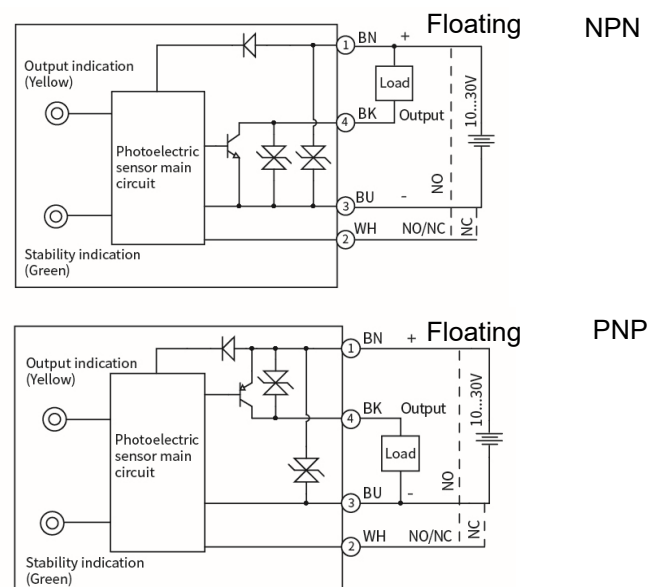 Floating
NPN
1 BN +
Output indication
(Yellow)
Load
10...30V
4 BK Output
Photoelectric
sensor main
circuit
NO
3 BU -
2 WH NO/NC NC
Stability indication
(Green)
Floating
PNP
1 BN +
Output indication
(Yellow)
10...30V
4 BK Output
Photoelectric
sensor main
circuit
Load
NO
3 BU -
2 WH NO/NC NC
Stability indication
(Green)